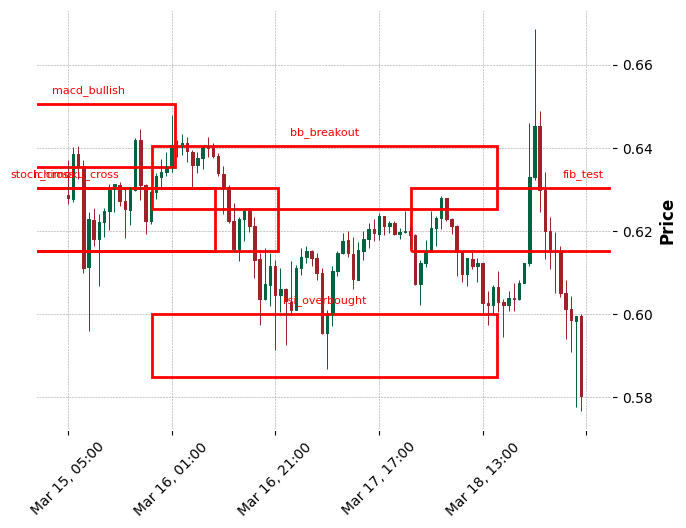 0.66
macd_bullish
bb_breakout
0.64
fib_test
0.62
Price
rsi_overbought
0.60
0.58
Mar 15, 05:00
Mar 16, 01:00
Mar 16, 21:00
Mar 17, 17:00
Mar 18, 13:00